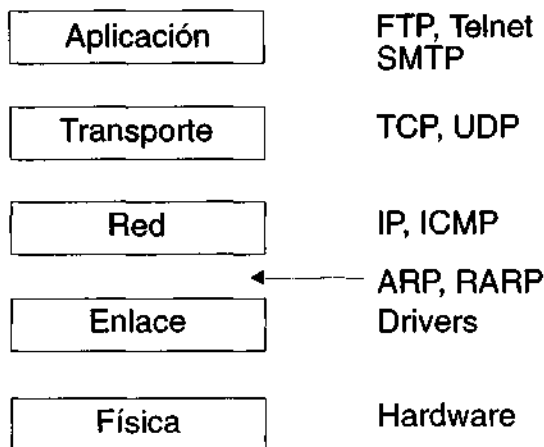 Aplicación
FTP, Telnet
SMTP
Transporte
TCP, UDP
Red
IP, ICMP
ARP, RARP
Enlace
Drivers
Física
Hardware